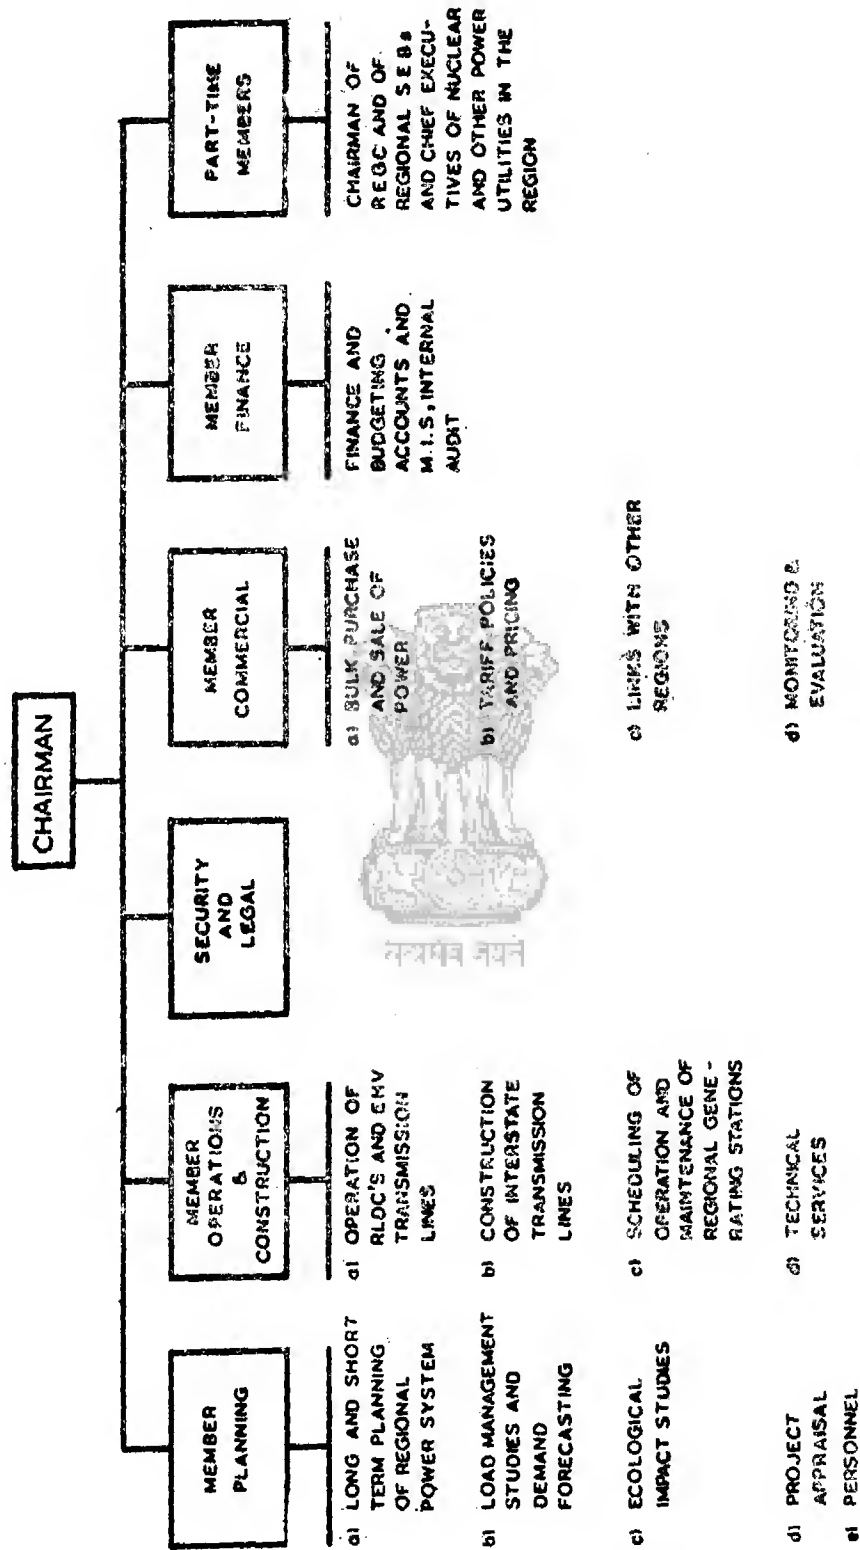 CHAIRMAN
MEMBER
PLANNING
a) LONG AND SHORT
TERM PLANNING
OF REGIONAL
POWER SYSTEM
b) LOAD MANAGEMENT
STUDIES AND
DEMAND
FORECASTING
c) ECOLOGICAL
IMPACT STUDIES
d) PROJECT
APPRAISAL
e) PERSONNEL
MEMBER
OPERATIONS
&
CONSTRUCTION
a) OPERATION OF
RLDC'S AND EHV
TRANSMISSION
LINES
b) CONSTRUCTION
OF INTERSTATE
TRANSMISSION
LINES
c) SCHEDULING OF
OPERATION AND
MAINTENANCE OF
REGIONAL GENE-
RATING STATIONS
d) TECHNICAL
SERVICES
SECURITY
AND
LEGAL
MEMBER
COMMERCIAL
a) BULK PURCHASE
AND SALE OF
POWER
b) TARIFF POLICIES
AND PRICING
c) LINKS WITH OTHER
REGIONS
d) MONITORING &
EVALUATION
MEMBER
FINANCE
FINANCE AND
BUDGETING
ACCOUNTS AND
M.I.S, INTERNAL
AUDIT
PART-TIME
MEMBERS
CHAIRMAN OF
REBC AND OF
REGIONAL SEBs
AND CHIEF EXECU-
TIVES OF NUCLEAR
AND OTHER POWER
UTILITIES IN THE
REGION
सत्यमेव जयते